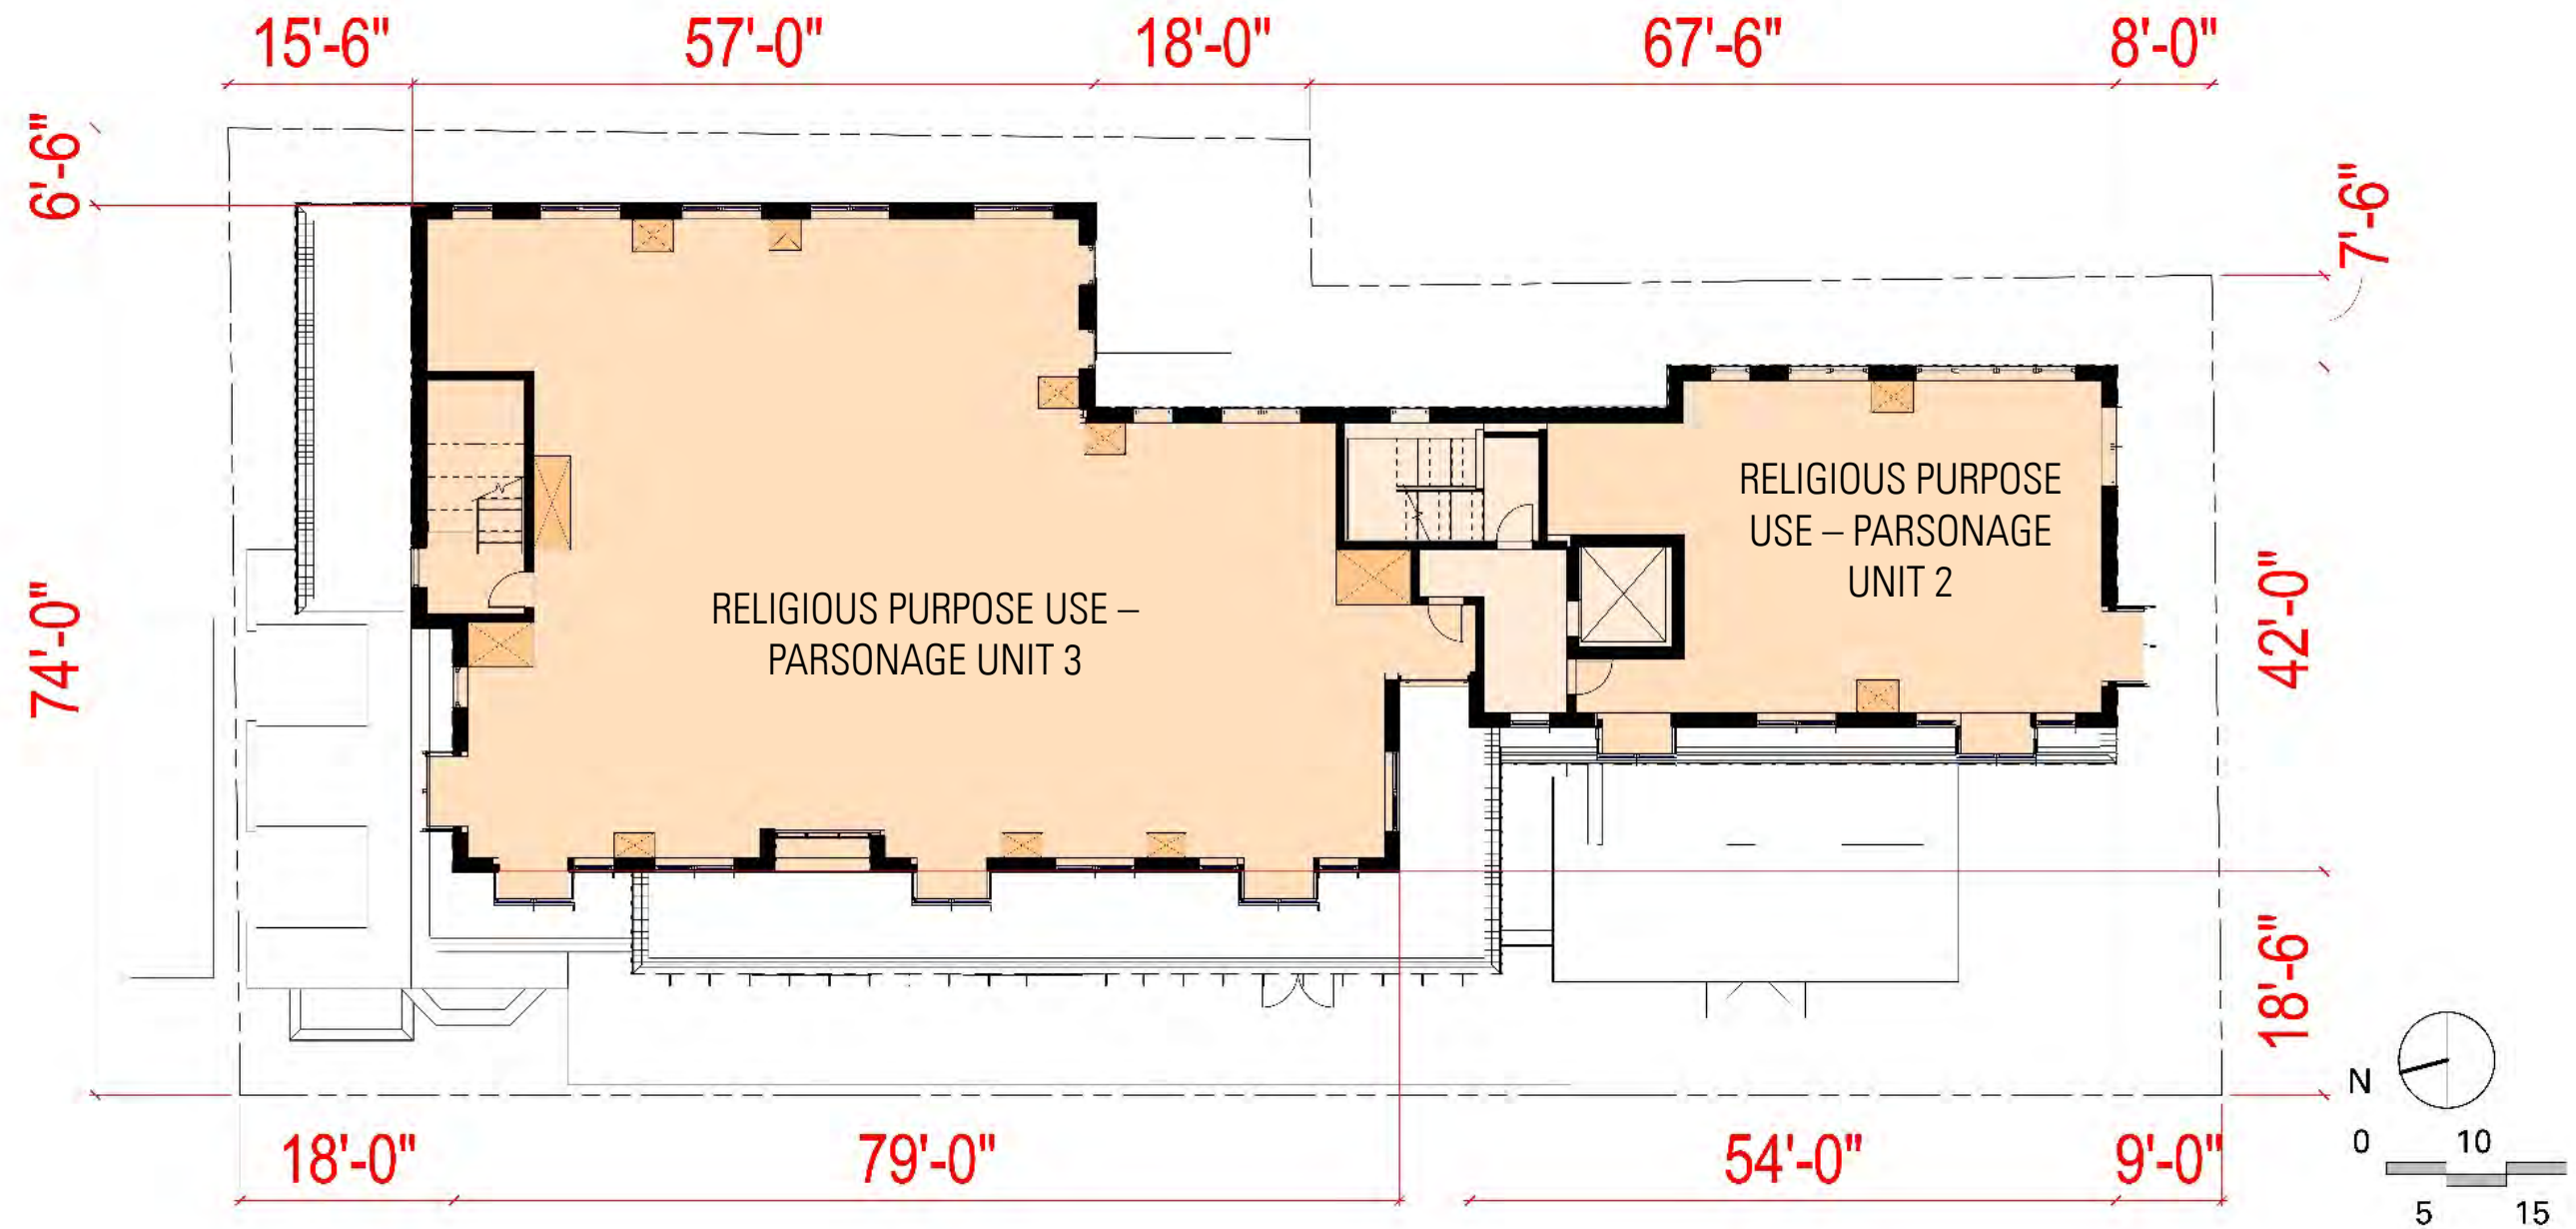 15'-6"
57'-0"
18'-0"
67'-6"
8'-0"
6'-6"
7'-6"
RELIGIOUS PURPOSE
USE – PARSONAGE
UNIT 2
RELIGIOUS PURPOSE USE –
PARSONAGE UNIT 3
74'-0"
42'-0"
18'-6"
N
18'-0"
79'-0"
54'-0"
9'-0"
0 10
5 15